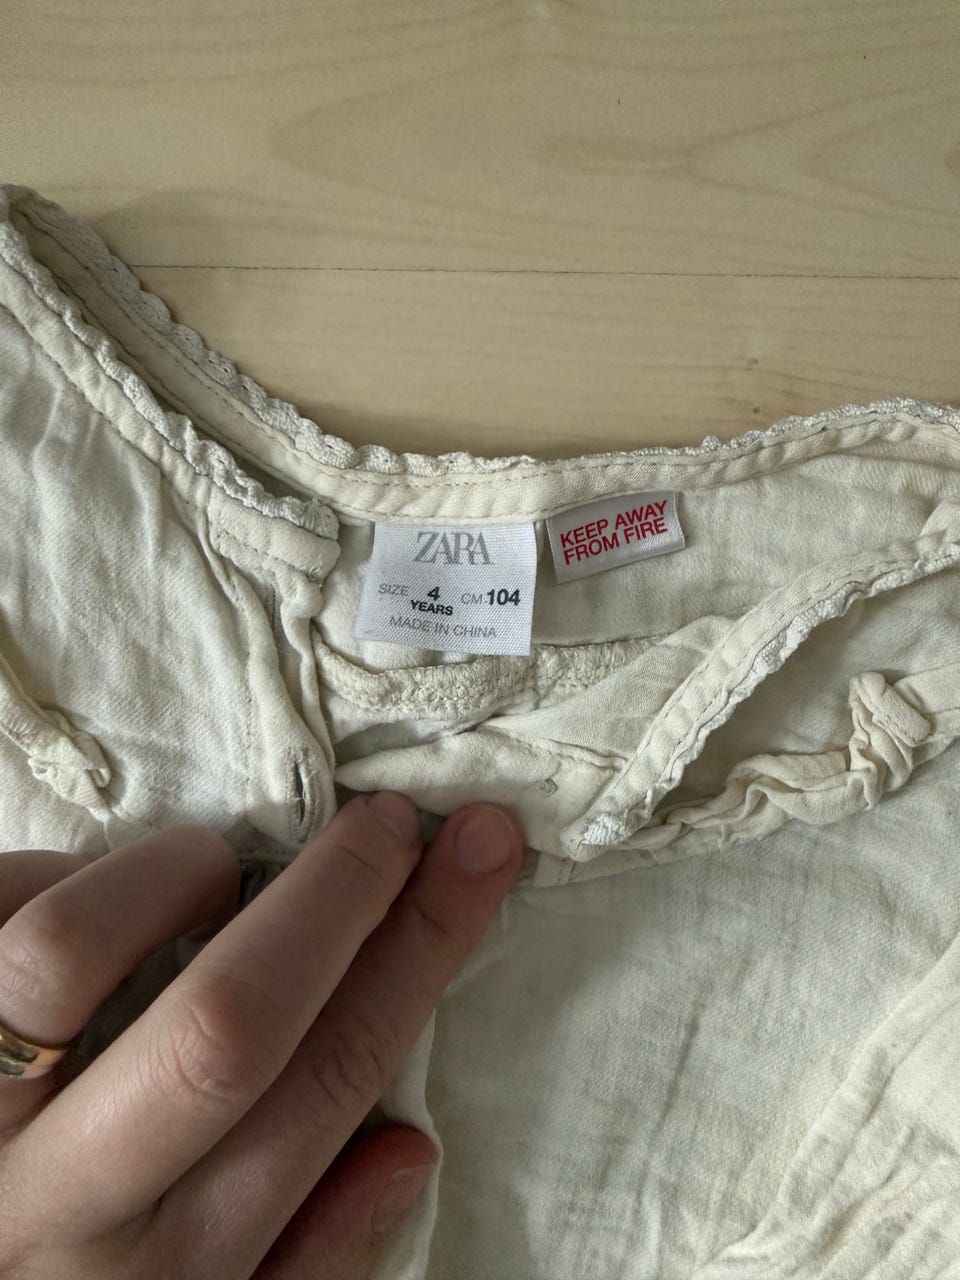 ZARA
SIZE 4 YEARS CM 104
MADE IN CHINA
KEEP AWAY
FROM FIRE